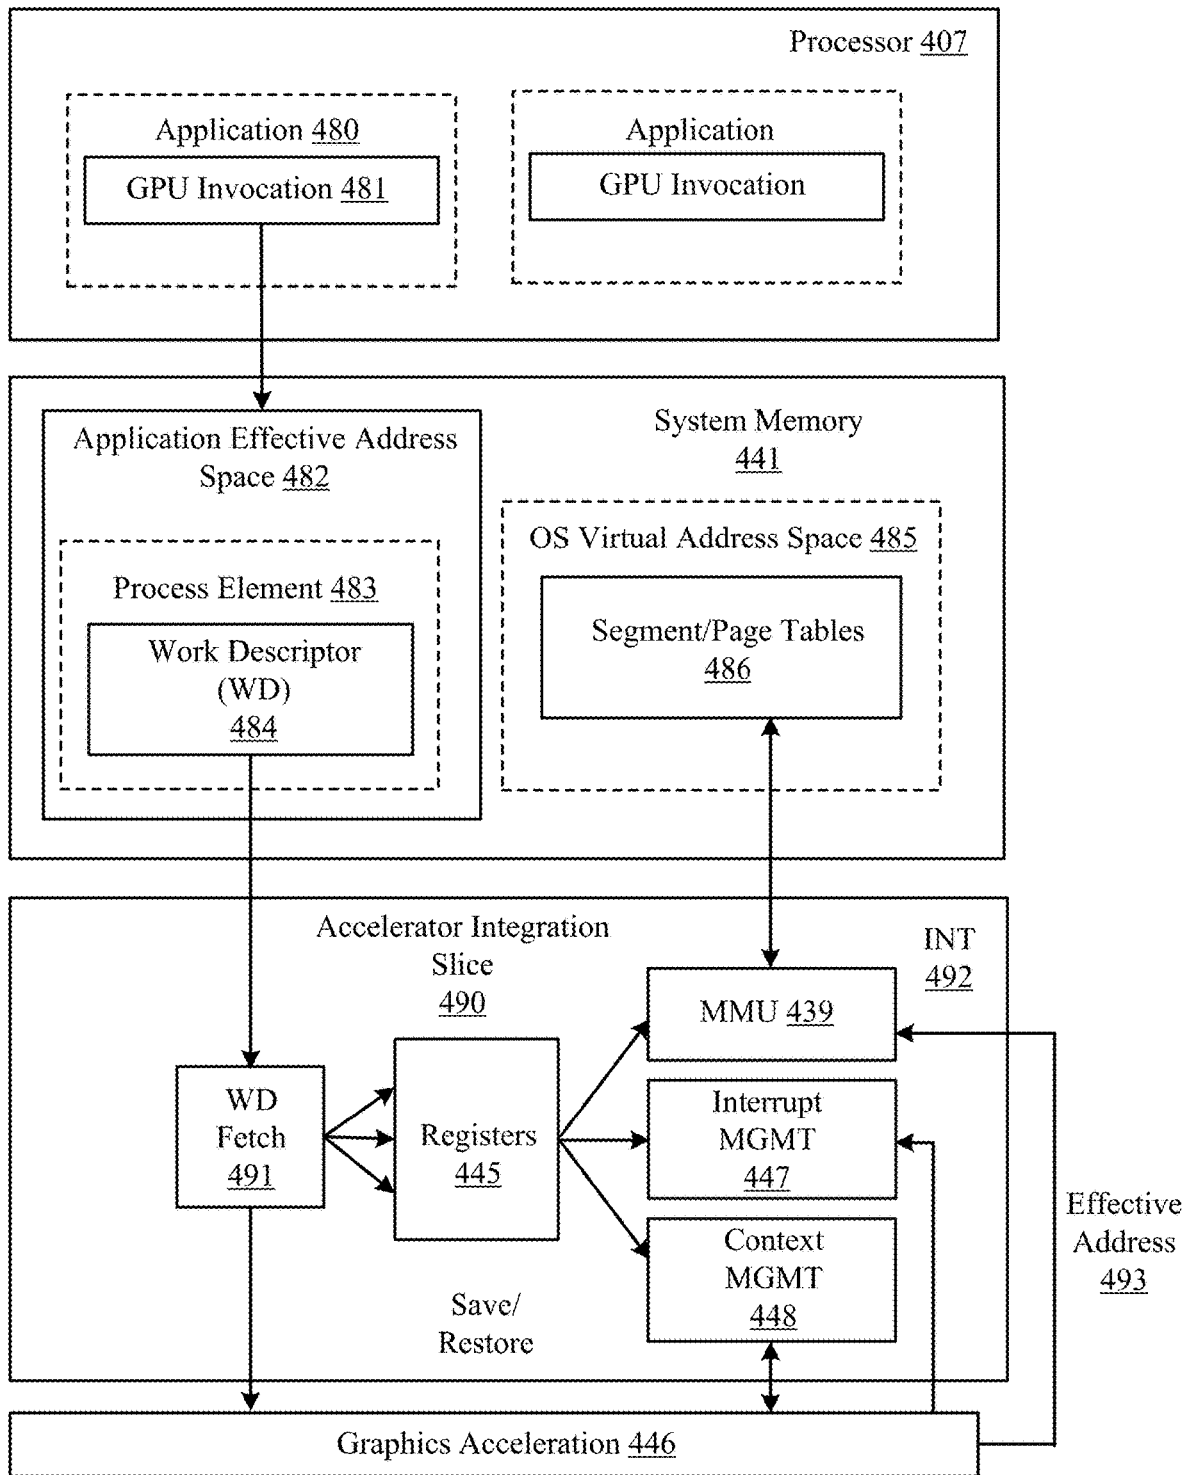 Processor 407
Application 480
GPU Invocation 481
Application
GPU Invocation
Application Effective Address
Space 482
Process Element 483
Work Descriptor
(WD)
484
System Memory
441
OS Virtual Address Space 485
Segment/Page Tables
486
Accelerator Integration
Slice
490
INT
492
MMU 439
WD
Fetch
491
Registers
445
Interrupt
MGMT
447
Context
MGMT
448
Effective
Address
493
Save/
Restore
Graphics Acceleration 446